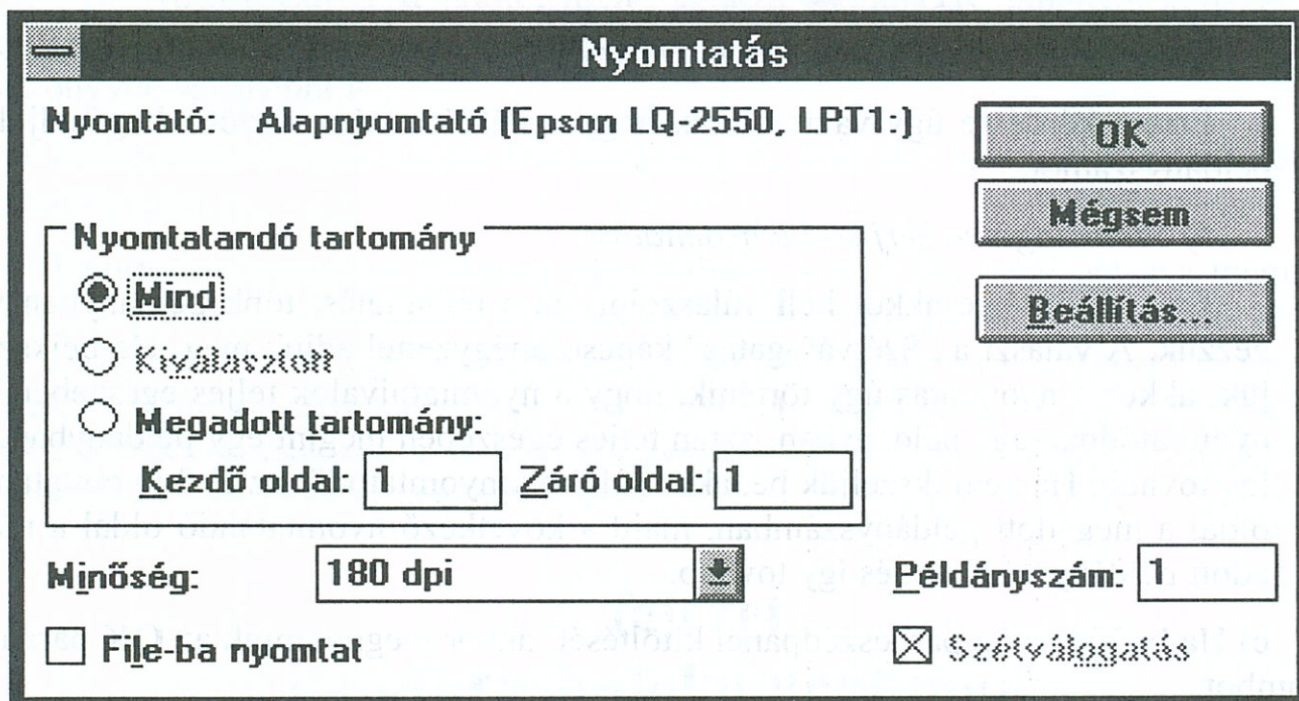 Nyomtatás
Nyomtató: Alapnyomtató (Epson LQ-2550, LPT1:)
OK
Mégsem
Beállítás...
Nyomtatandó tartomány
Mind
Kiválasztott
Megadott tartomány:
Kezdő oldal: 1 Záró oldal: 1
Minőség: 180 dpi Példányszám: 1
File-ba nyomtat Szétválogatás